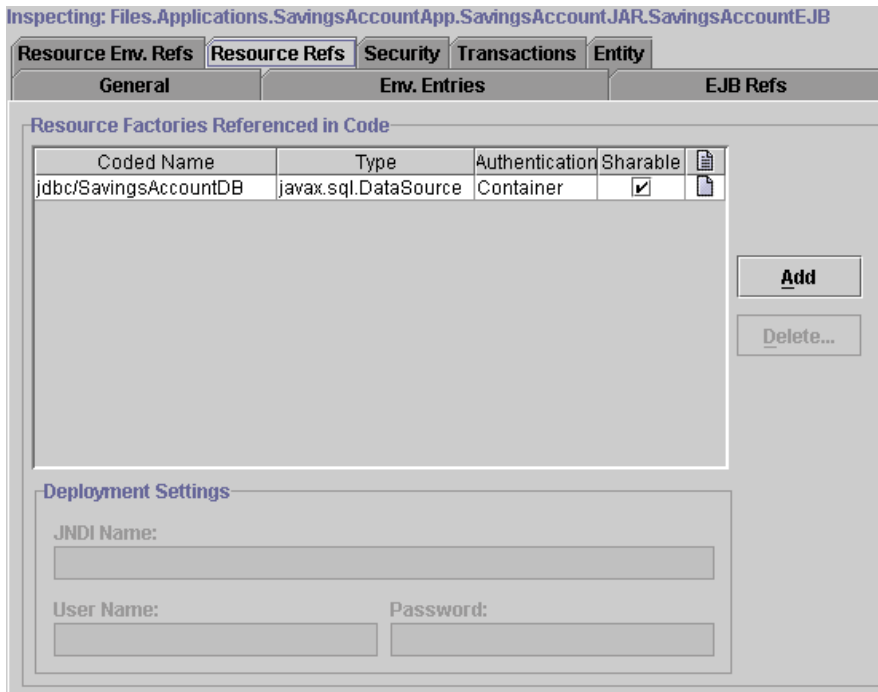 Inspecting: Files.Applications.SavingsAccountApp.SavingsAccountJAR.SavingsAccountEJB
Resource Env. Refs Resource Refs Security Transactions Entity
General Env. Entries EJB Refs
Resource Factories Referenced in Code
Coded Name Type Authentication Sharable
jdbc/SavingsAccountDB javax.sql.DataSource Container
Add
Delete...
Deployment Settings
JNDI Name:
User Name: Password: